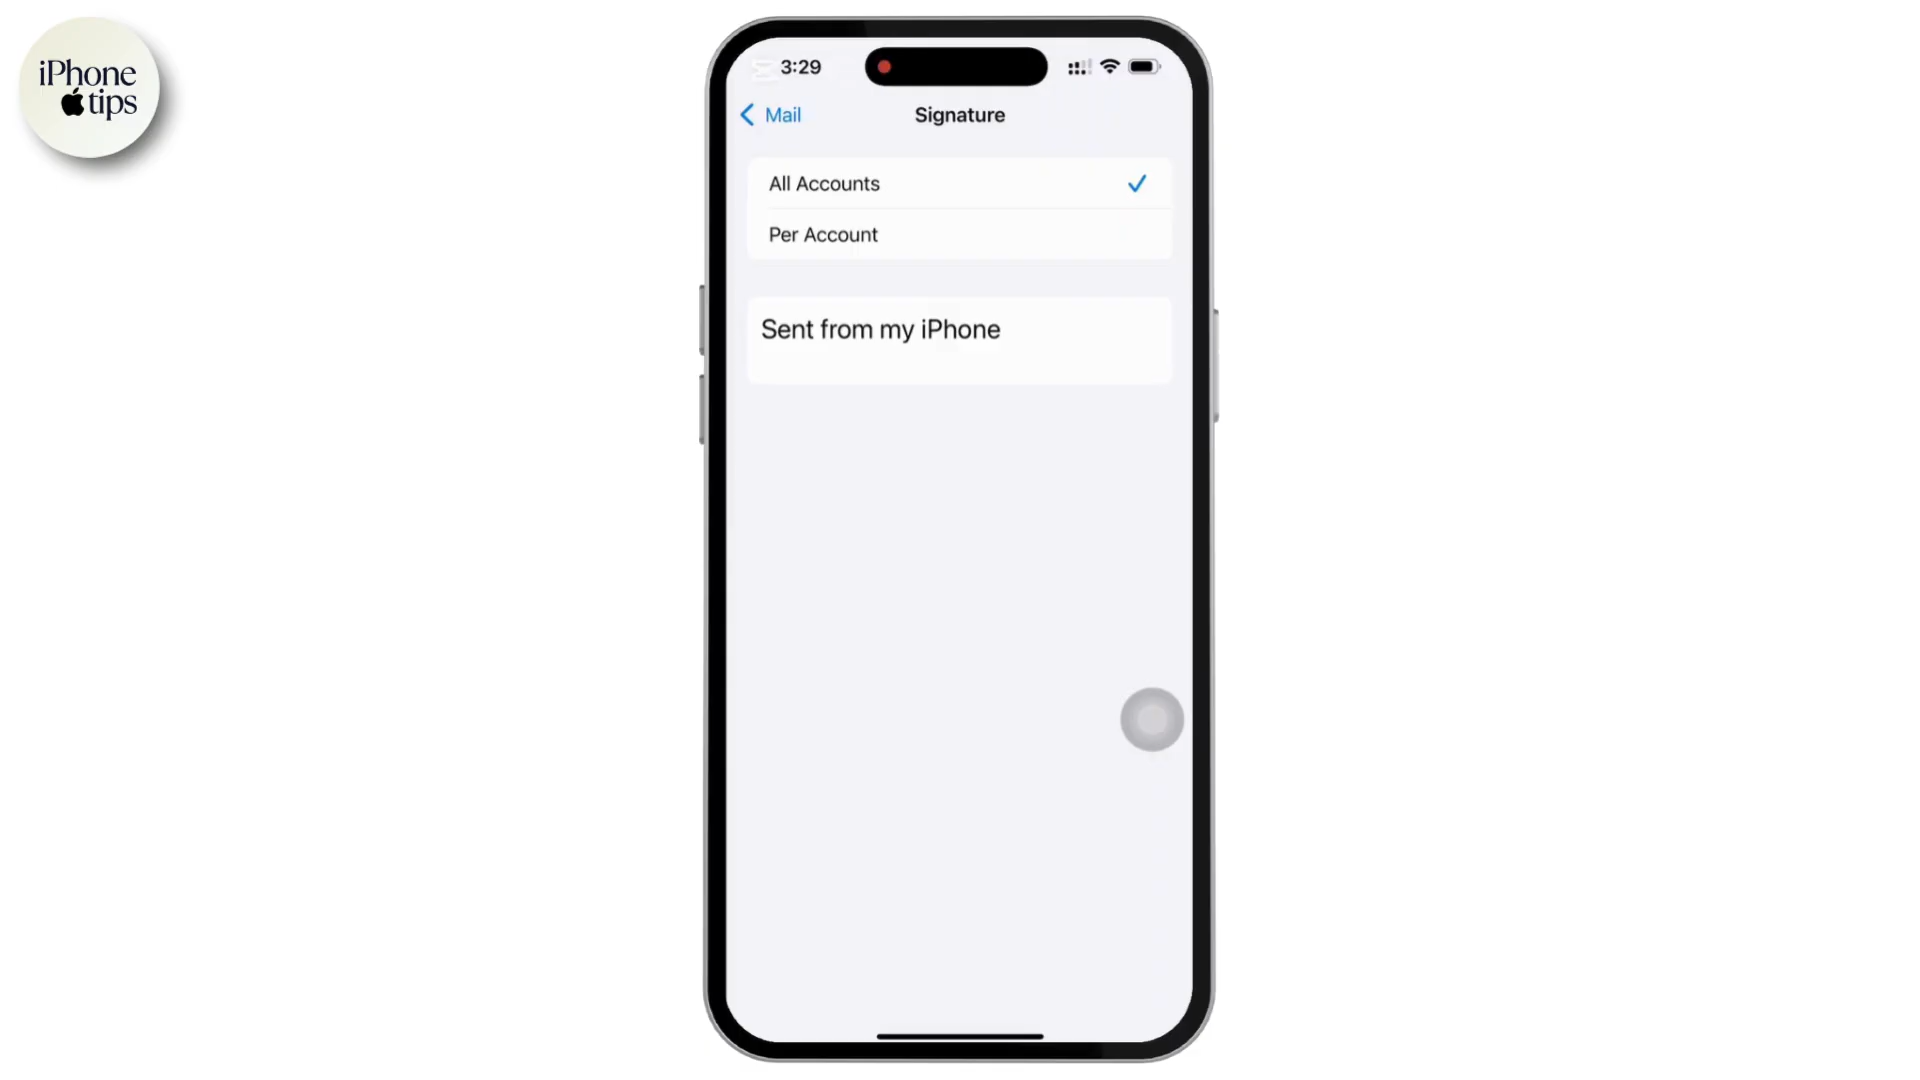 iPhone
tips
3:29
Mail
Signature
All Accounts
Per Account
Sent from my iPhone